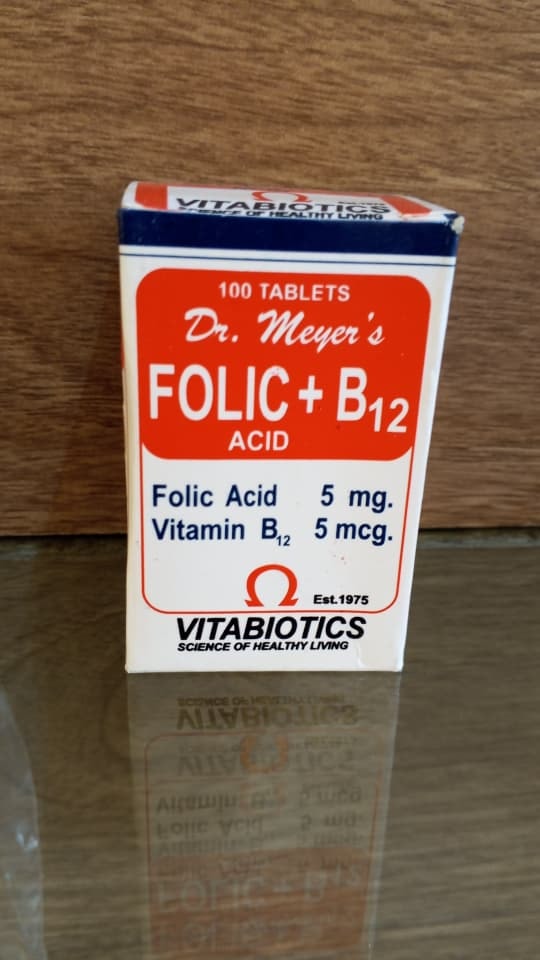 VITABIOTICS
SCIENCE OF HEALTHY LIVING
100 TABLETS
Dr. Meyer's
FOLIC + B12
ACID
Folic Acid 5 mg.
Vitamin B12 5 mcg.
Est.1975
VITABIOTICS
SCIENCE OF HEALTHY LIVING